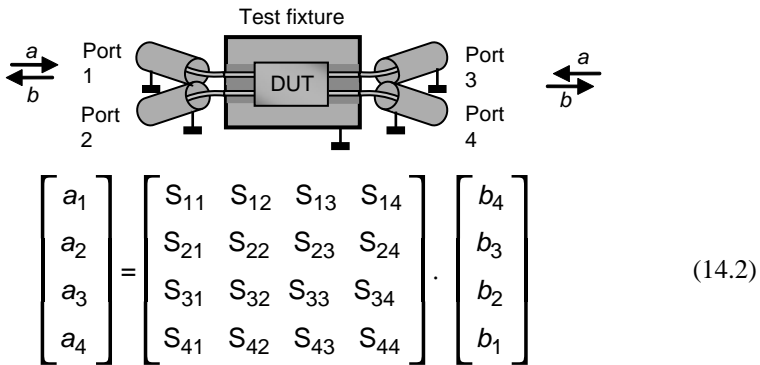 Test fixture
a
b
Port
1
Port
2
DUT
Port
3
Port
4
a
b
a₁
a₂
a₃
a₄
=
S₁₁ S₁₂ S₁₃ S₁₄
S₂₁ S₂₂ S₂₃ S₂₄
S₃₁ S₃₂ S₃₃ S₃₄
S₄₁ S₄₂ S₄₃ S₄₄
.
b₄
b₃
b₂
b₁
(14.2)